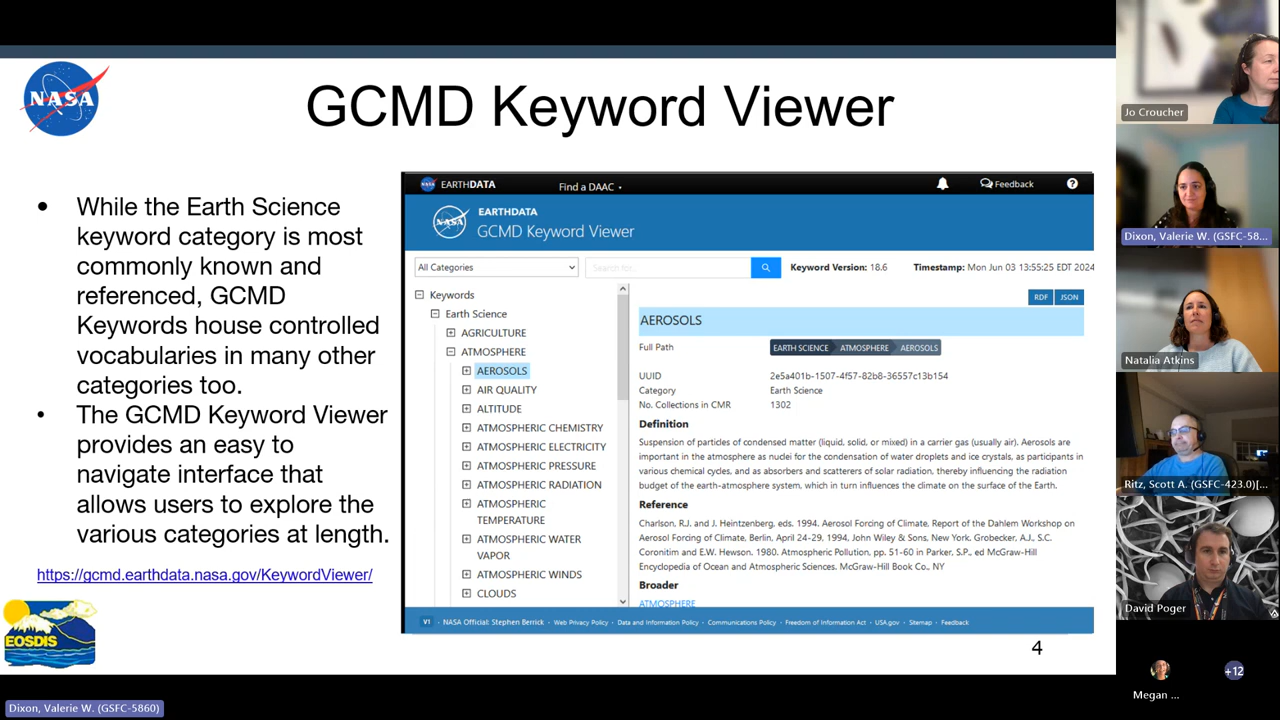 NASA
GCMD Keyword Viewer
• While the Earth Science
keyword category is most
commonly known and
referenced, GCMD
Keywords house controlled
vocabularies in many other
categories too.
• The GCMD Keyword Viewer
provides an easy to
navigate interface that
allows users to explore the
various categories at length.
https://gcmd.earthdata.nasa.gov/KeywordViewer/
EOSDIS
EARTHDATA
Find a DAAC
Feedback
?
NASA
EARTHDATA
GCMD Keyword Viewer
All Categories
Search for...
Keyword Version: 18.6
Timestamp: Mon Jun 03 13:55:25 EDT 2024
Keywords
Earth Science
AGRICULTURE
ATMOSPHERE
AEROSOLS
AIR QUALITY
ALTITUDE
ATMOSPHERIC CHEMISTRY
ATMOSPHERIC ELECTRICITY
ATMOSPHERIC PRESSURE
ATMOSPHERIC RADIATION
ATMOSPHERIC
TEMPERATURE
ATMOSPHERIC WATER
VAPOR
ATMOSPHERIC WINDS
CLOUDS
RDF JSON
AEROSOLS
Full Path EARTH SCIENCE ATMOSPHERE AEROSOLS
UUID 2e5a401b-1507-4f57-82b8-36557c13b154
Category Earth Science
No. Collections in CMR 1302
Definition
Suspension of particles of condensed matter (liquid, solid, or mixed) in a carrier gas (usually air). Aerosols are
important in the atmosphere as nuclei for the condensation of water droplets and ice crystals, as participants in
various chemical cycles, and as absorbers and scatterers of solar radiation, thereby influencing the radiation
budget of the earth-atmosphere system, which in turn influences the climate on the surface of the Earth.
Reference
Charlson, R.J. and J. Heintzenberg, eds. 1994. Aerosol Forcing of Climate, Report of the Dahlem Workshop on
Aerosol Forcing of Climate, Berlin, April 24-29, 1994, John Wiley & Sons, New York. Grobecker, A.J., S.C.
Coronitim and E.W. Hewson. 1980. Atmospheric Pollution, pp. 51-60 in Parker, S.P., ed McGraw-Hill
Encyclopedia of Ocean and Atmospheric Sciences. McGraw-Hill Book Co., NY
Broader
ATMOSPHERE
V1 • NASA Official: Stephen Berrick • Web Privacy Policy • Data and Information Policy • Communications Policy • Freedom of Information Act • USA.gov • Sitemap • Feedback
4
Jo Croucher
Dixon, Valerie W. (GSFC-58...
Natalia Atkins
Ritz, Scott A. (GSFC-423.0)[...
David Poger
Megan ...
+12
Dixon, Valerie W. (GSFC-5860)